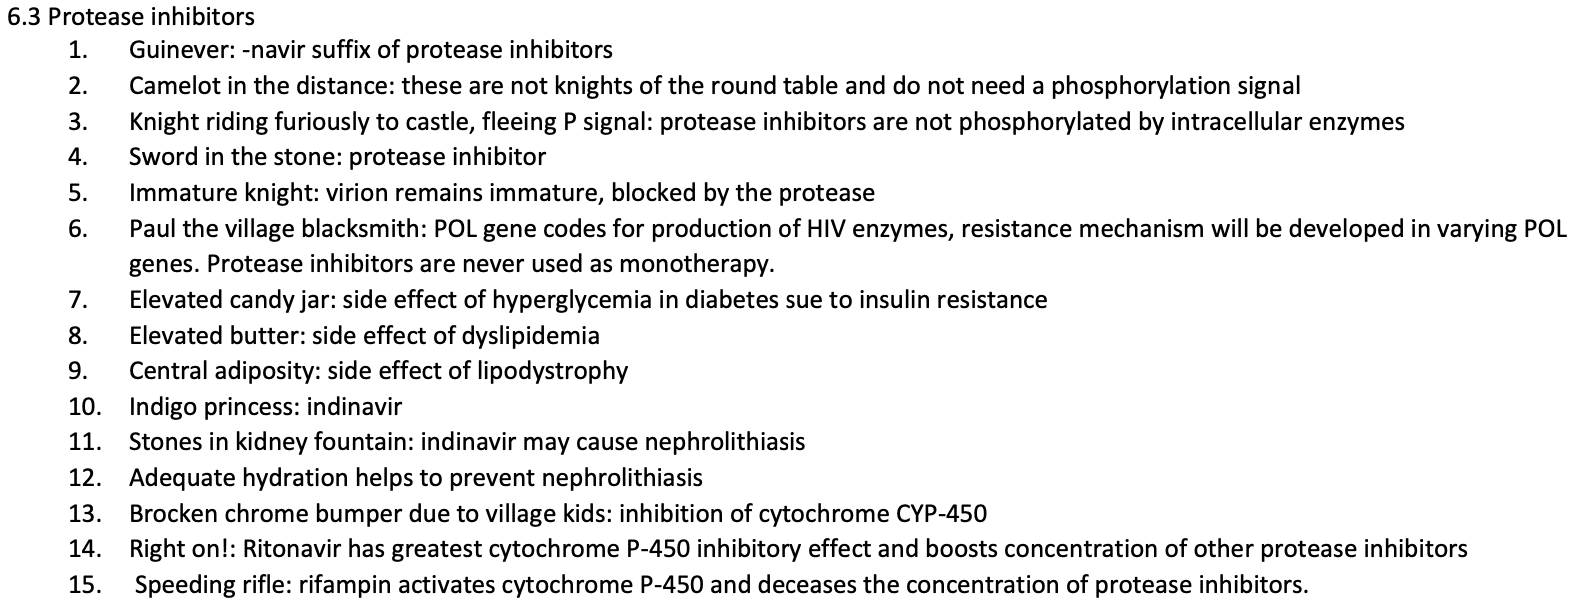 6.3 Protease inhibitors
1. Guinever: -navir suffix of protease inhibitors
2. Camelot in the distance: these are not knights of the round table and do not need a phosphorylation signal
3. Knight riding furiously to castle, fleeing P signal: protease inhibitors are not phosphorylated by intracellular enzymes
4. Sword in the stone: protease inhibitor
5. Immature knight: virion remains immature, blocked by the protease
6. Paul the village blacksmith: POL gene codes for production of HIV enzymes, resistance mechanism will be developed in varying POL
genes. Protease inhibitors are never used as monotherapy.
7. Elevated candy jar: side effect of hyperglycemia in diabetes sue to insulin resistance
8. Elevated butter: side effect of dyslipidemia
9. Central adiposity: side effect of lipodystrophy
10. Indigo princess: indinavir
11. Stones in kidney fountain: indinavir may cause nephrolithiasis
12. Adequate hydration helps to prevent nephrolithiasis
13. Brocken chrome bumper due to village kids: inhibition of cytochrome CYP-450
14. Right on!: Ritonavir has greatest cytochrome P-450 inhibitory effect and boosts concentration of other protease inhibitors
15. Speeding rifle: rifampin activates cytochrome P-450 and deceases the concentration of protease inhibitors.